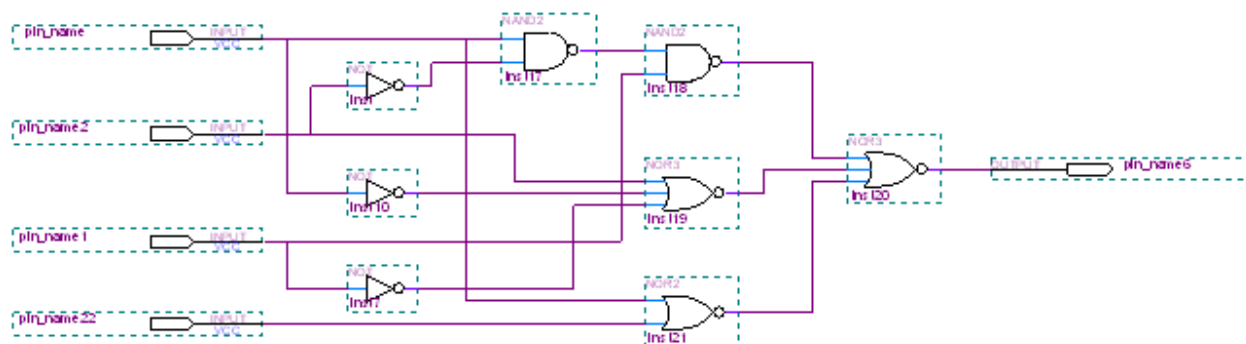 pin_name
INPUT
VCC
NAND2
inst17
NAND2
inst18
NOT
inst
pin_name2
INPUT
VCC
NOR3
inst20
OUTPUT
pin_name6
NOT
inst10
NOR3
inst19
pin_name1
INPUT
VCC
NOT
inst7
NOR2
inst21
pin_name22
INPUT
VCC